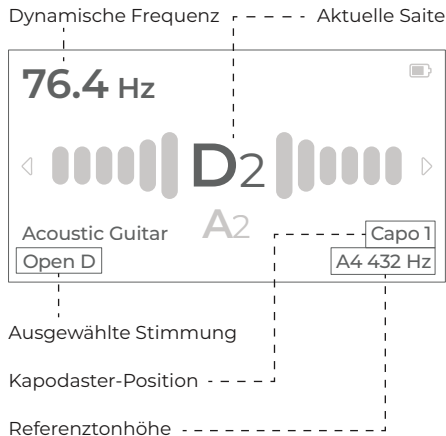 Dynamische Frequenz Aktuelle Saite
76.4 Hz
D2
A2
Acoustic Guitar Capo 1
Open D A4 432 Hz
Ausgewählte Stimmung
Kapodaster-Position
Referenztonhöhe